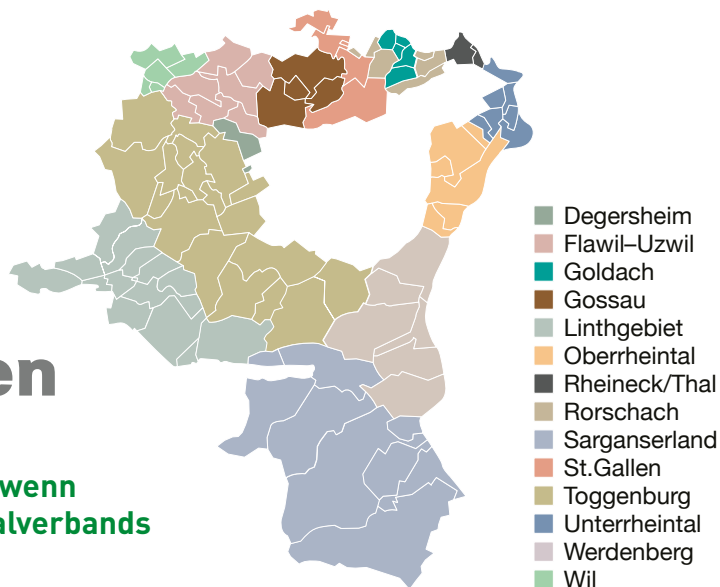 en
wenn
alverbands
Degersheim
Flawil–Uzwil
Goldach
Gossau
Linthgebiet
Oberrheintal
Rheineck/Thal
Rorschach
Sarganserland
St.Gallen
Toggenburg
Unterrheintal
Werdenberg
Wil